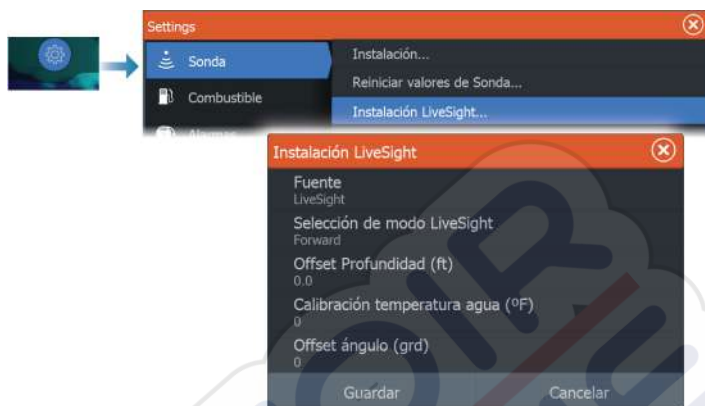 Settings
Sonda
Instalación...
Reiniciar valores de Sonda...
Combustible
Instalación LiveSight...
Alarmas
Instalación LiveSight
Fuente
LiveSight
Selección de modo LiveSight
Forward
Offset Profundidad (ft)
0.0
Calibración temperatura agua (ºF)
0
Offset ángulo (grd)
0
Guardar
Cancelar